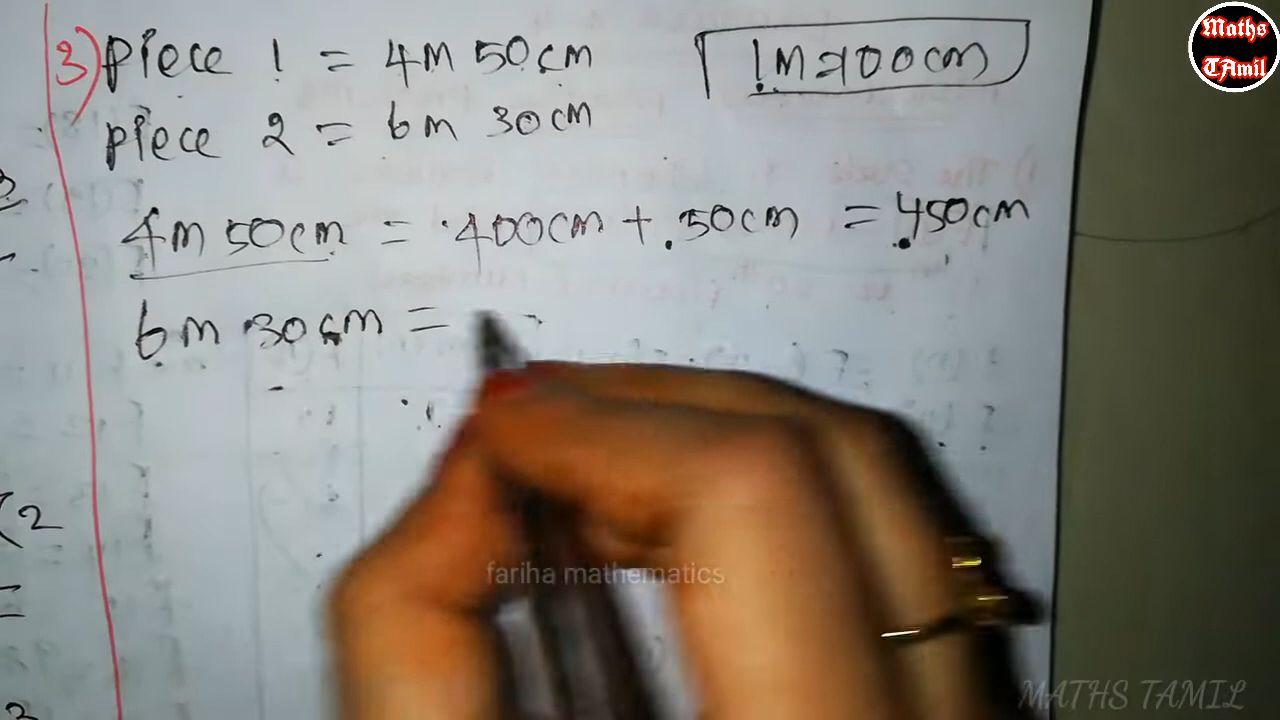 Maths
TAmil
3) piece 1 = 4m 50cm
1m=100cm
piece 2 = 6m 30cm
4m 50cm = 400cm + 50cm = 450cm
6m 30cm =
(2
=
fariha mathematics
MATHS TAMIL